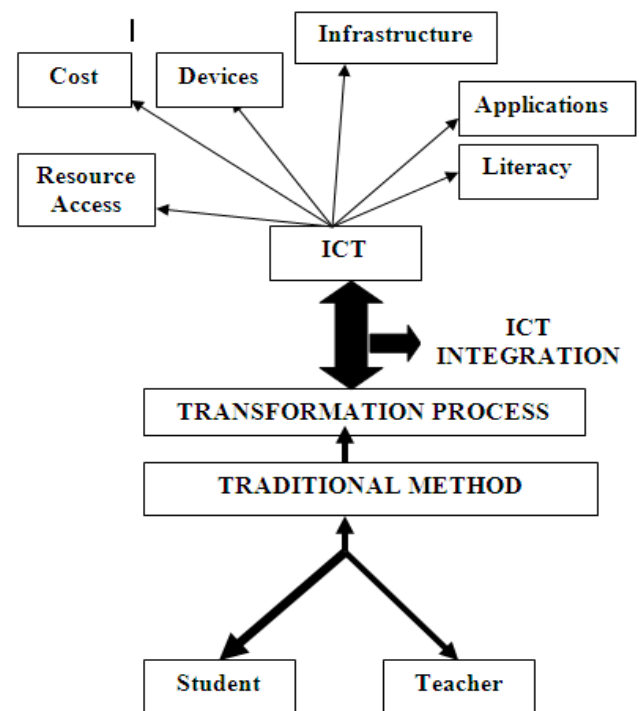 Infrastructure
Cost
Devices
Applications
Literacy
Resource
Access
ICT
ICT
INTEGRATION
TRANSFORMATION PROCESS
TRADITIONAL METHOD
Student
Teacher